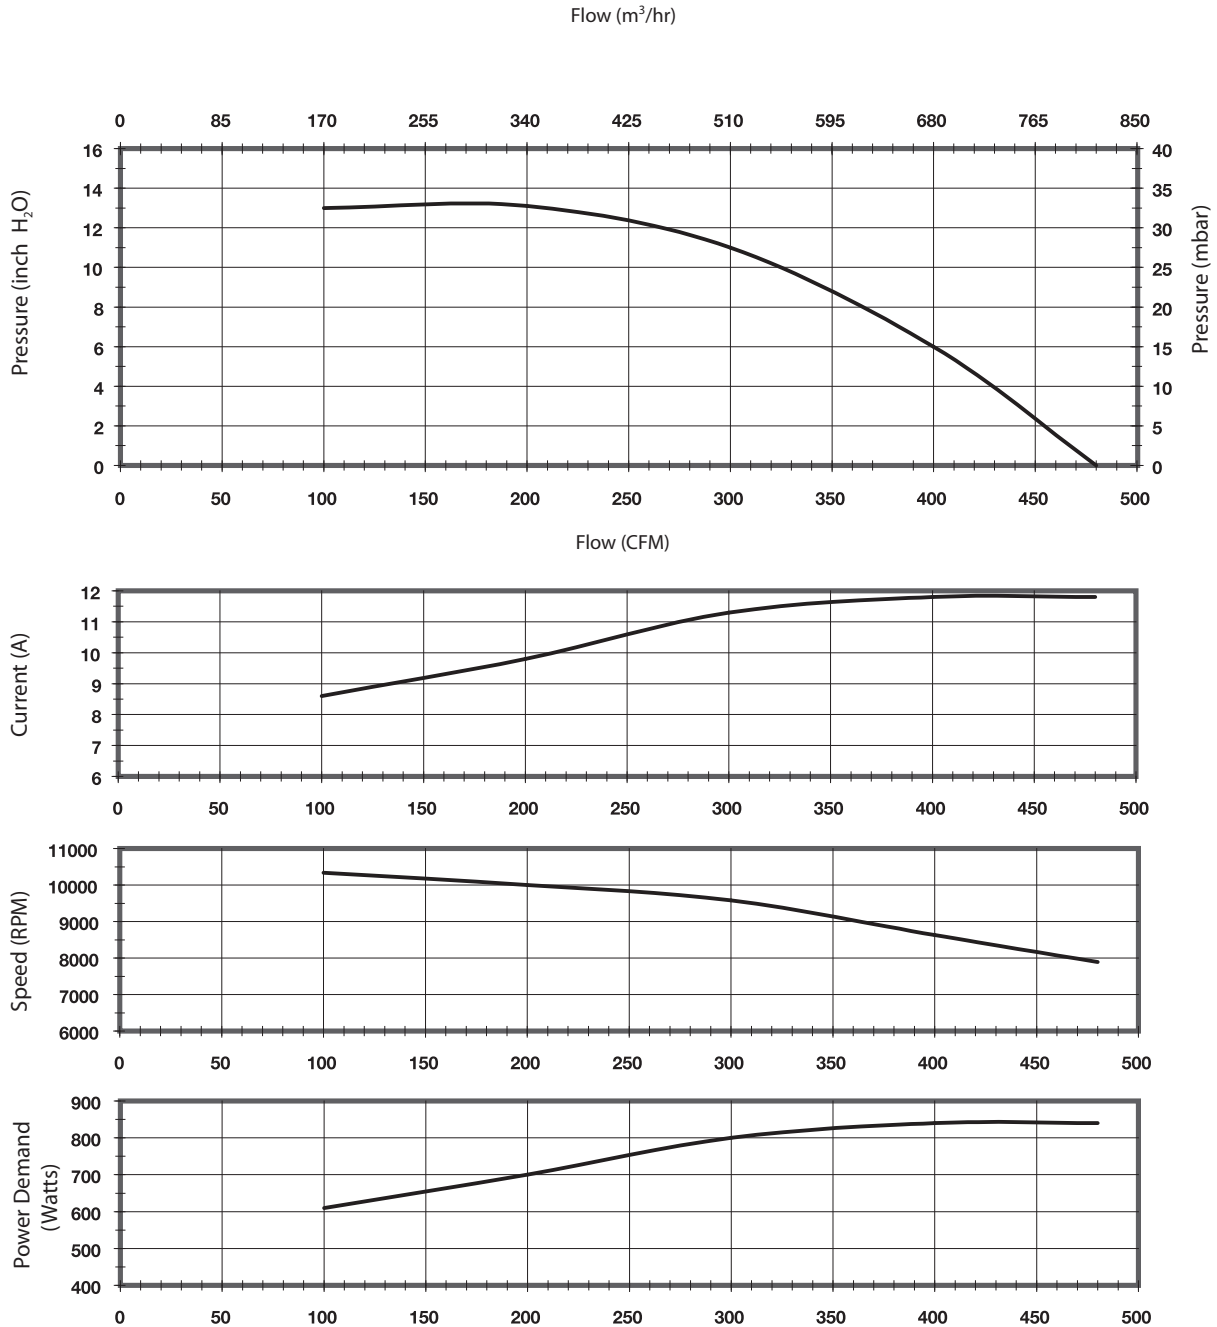 Flow (m³/hr)
0 85 170 255 340 425 510 595 680 765 850
Pressure (inch H₂O)
16
14
12
10
8
6
4
2
0
40
35
30
25
20
15
10
5
0
Pressure (mbar)
0 50 100 150 200 250 300 350 400 450 500
Flow (CFM)
Current (A)
12
11
10
9
8
7
6
0 50 100 150 200 250 300 350 400 450 500
Speed (RPM)
11000
10000
9000
8000
7000
6000
0 50 100 150 200 250 300 350 400 450 500
Power Demand
(Watts)
900
800
700
600
500
400
0 50 100 150 200 250 300 350 400 450 500